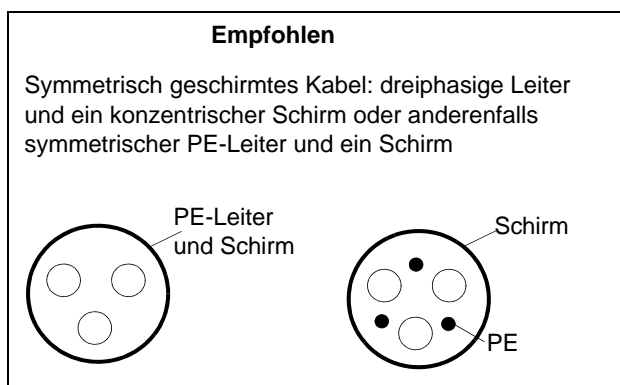 Empfohlen
Symmetrisch geschirmtes Kabel: dreiphasige Leiter
und ein konzentrischer Schirm oder anderenfalls
symmetrischer PE-Leiter und ein Schirm
PE-Leiter
und Schirm
Schirm
PE